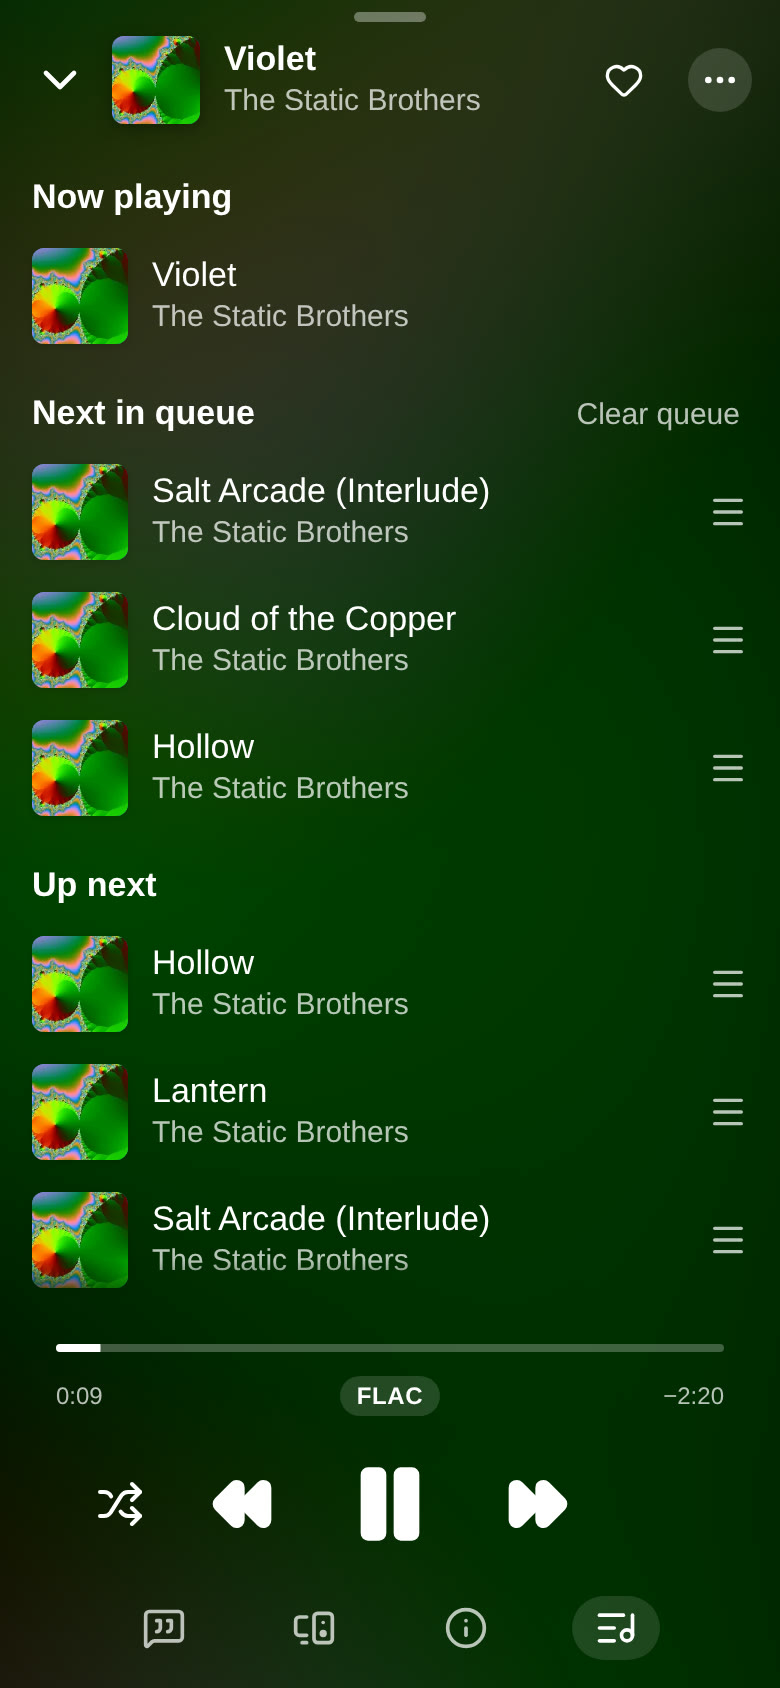 Violet
The Static Brothers
Now playing
Violet
The Static Brothers
Next in queue
Clear queue
Salt Arcade (Interlude)
The Static Brothers
Cloud of the Copper
The Static Brothers
Hollow
The Static Brothers
Up next
Hollow
The Static Brothers
Lantern
The Static Brothers
Salt Arcade (Interlude)
The Static Brothers
0:09
FLAC
−2:20